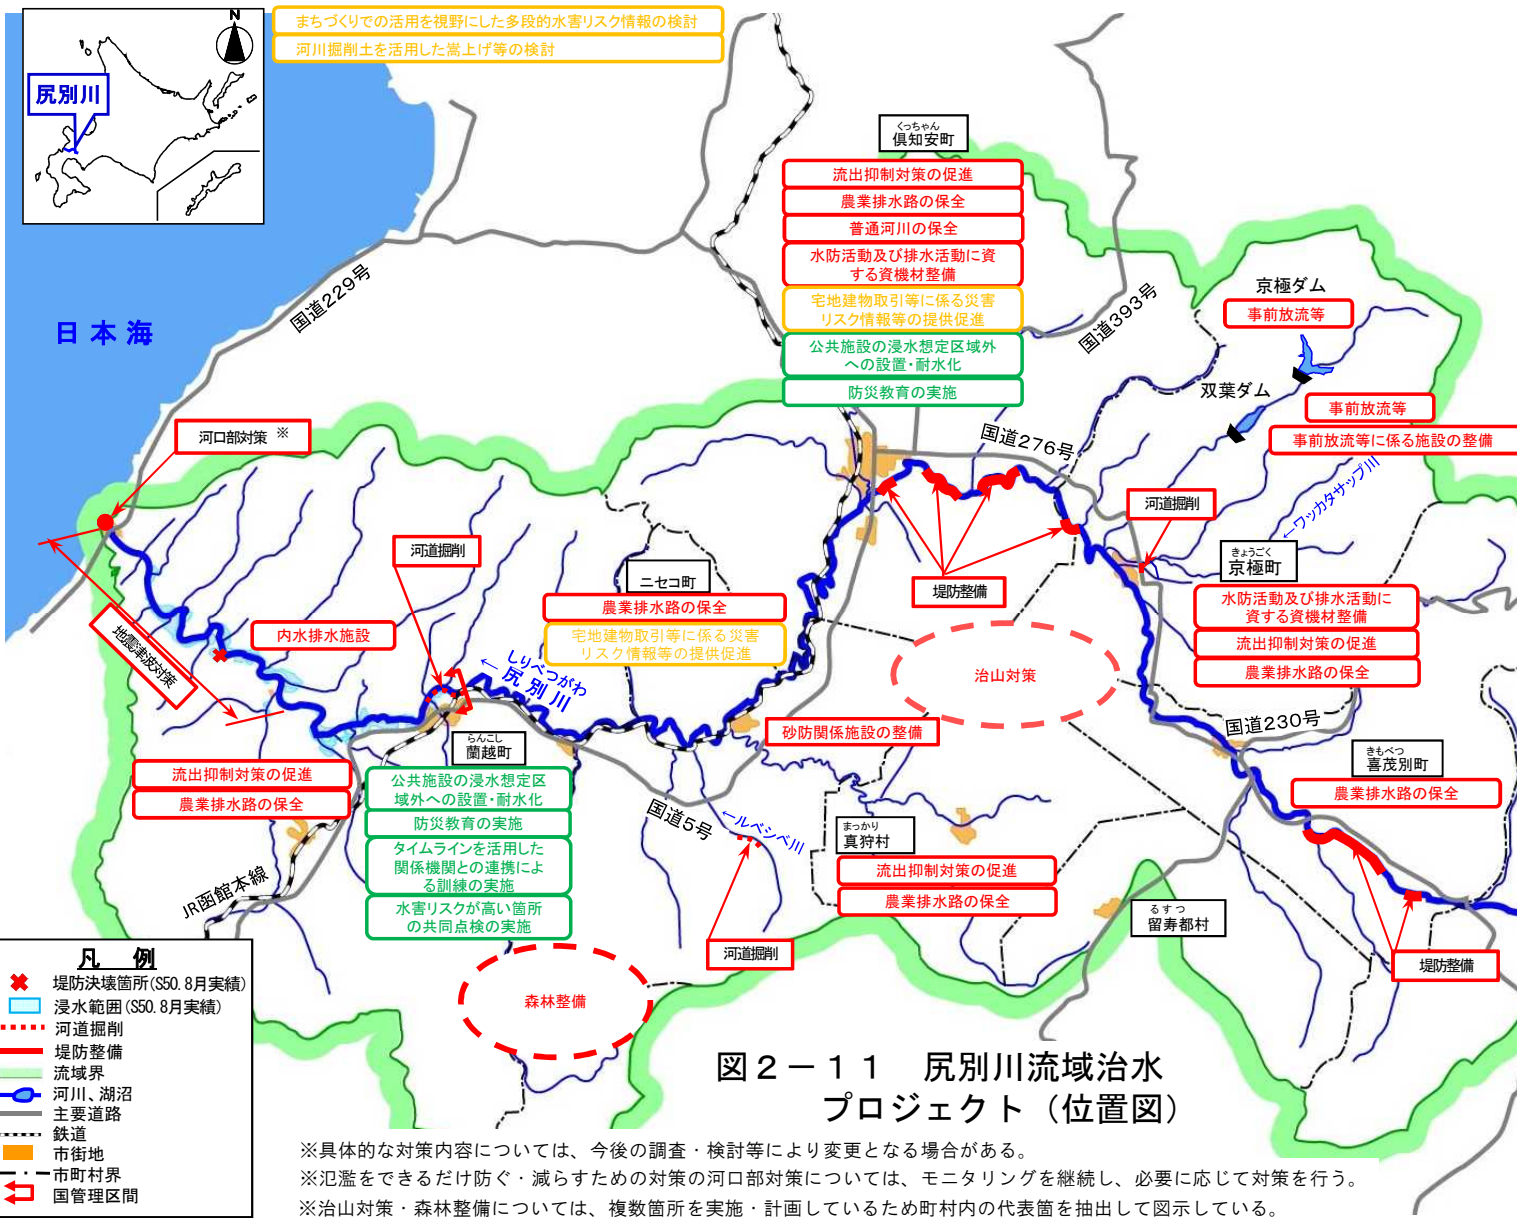 まちづくりでの活用を視野にした多段的水害リスク情報の検討
河川掘削土を活用した嵩上げ等の検討
N
尻別川
日本海
国道229号
くっちゃん
倶知安町
流出抑制対策の促進
農業排水路の保全
普通河川の保全
水防活動及び排水活動に資
する資機材整備
宅地建物取引等に係る災害
リスク情報等の提供促進
公共施設の浸水想定区域外
への設置・耐水化
防災教育の実施
国道393号
京極ダム
事前放流等
双葉ダム
事前放流等
事前放流等に係る施設の整備
国道276号
←ワッカタサップ川
河口部対策 ※
河道掘削
河道掘削
堤防整備
きょうごく
京極町
水防活動及び排水活動に
資する資機材整備
流出抑制対策の促進
農業排水路の保全
ニセコ町
農業排水路の保全
宅地建物取引等に係る災害
リスク情報等の提供促進
地震津波対策
内水排水施設
しりべつがわ
←尻別川
治山対策
砂防関係施設の整備
国道230号
きもべつ
喜茂別町
農業排水路の保全
らんこし
蘭越町
流出抑制対策の促進
農業排水路の保全
公共施設の浸水想定区
域外への設置・耐水化
防災教育の実施
タイムラインを活用した
関係機関との連携によ
る訓練の実施
水害リスクが高い箇所
の共同点検の実施
国道5号
←ルベシベ川
まっかり
真狩村
流出抑制対策の促進
農業排水路の保全
JR函館本線
るすつ
留寿都村
河道掘削
堤防整備
森林整備
凡 例
堤防決壊箇所(S50.8月実績)
浸水範囲(S50.8月実績)
河道掘削
堤防整備
流域界
河川、湖沼
主要道路
鉄道
市街地
市町村界
国管理区間
図2-11 尻別川流域治水
プロジェクト（位置図）
※具体的な対策内容については、今後の調査・検討等により変更となる場合がある。
※氾濫をできるだけ防ぐ・減らすための対策の河口部対策については、モニタリングを継続し、必要に応じて対策を行う。
※治山対策・森林整備については、複数箇所を実施・計画しているため町村内の代表箇を抽出して図示している。